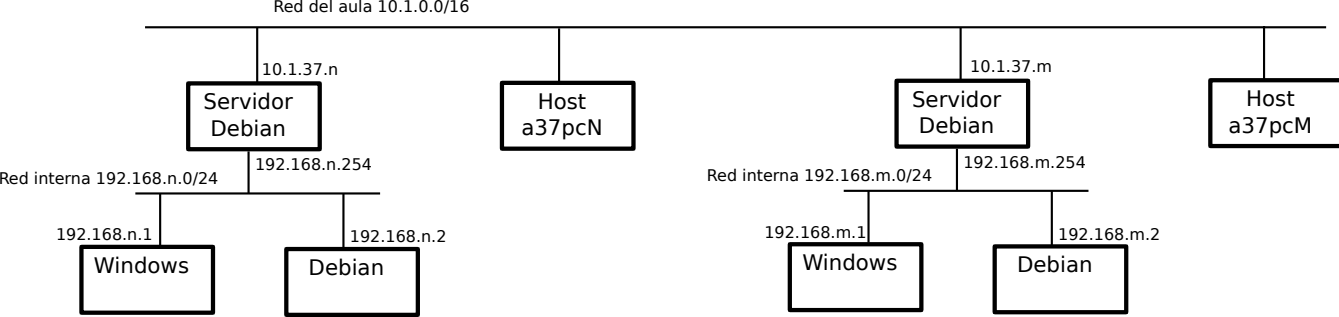 Red del aula 10.1.0.0/16
10.1.37.n
10.1.37.m
Servidor
Debian
Host
a37pcN
Servidor
Debian
Host
a37pcM
192.168.n.254
192.168.m.254
Red interna 192.168.n.0/24
Red interna 192.168.m.0/24
192.168.n.1
192.168.n.2
192.168.m.1
192.168.m.2
Windows
Debian
Windows
Debian